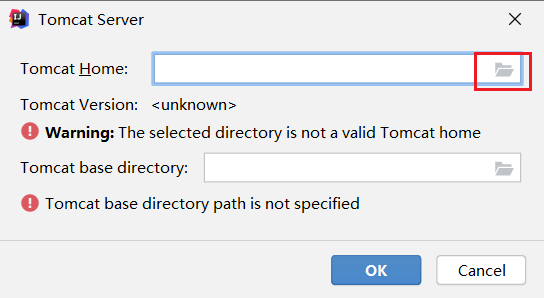 Tomcat Server
Tomcat Home:
Tomcat Version: <unknown>
Warning: The selected directory is not a valid Tomcat home
Tomcat base directory:
Tomcat base directory path is not specified
OK Cancel